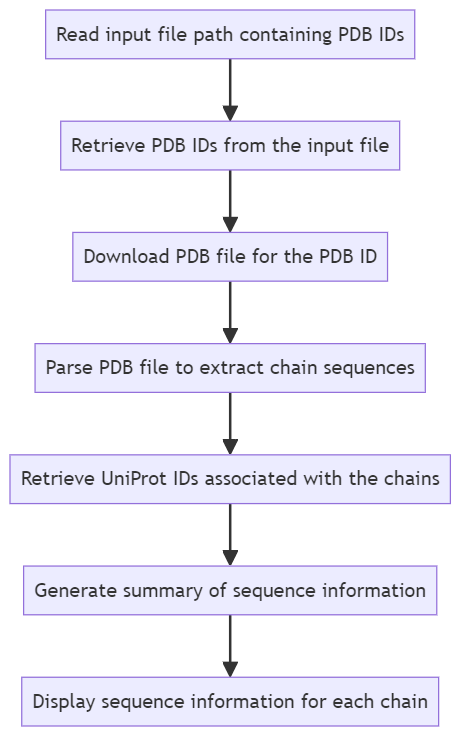 Read input file path containing PDB IDs
Retrieve PDB IDs from the input file
Download PDB file for the PDB ID
Parse PDB file to extract chain sequences
Retrieve UniProt IDs associated with the chains
Generate summary of sequence information
Display sequence information for each chain